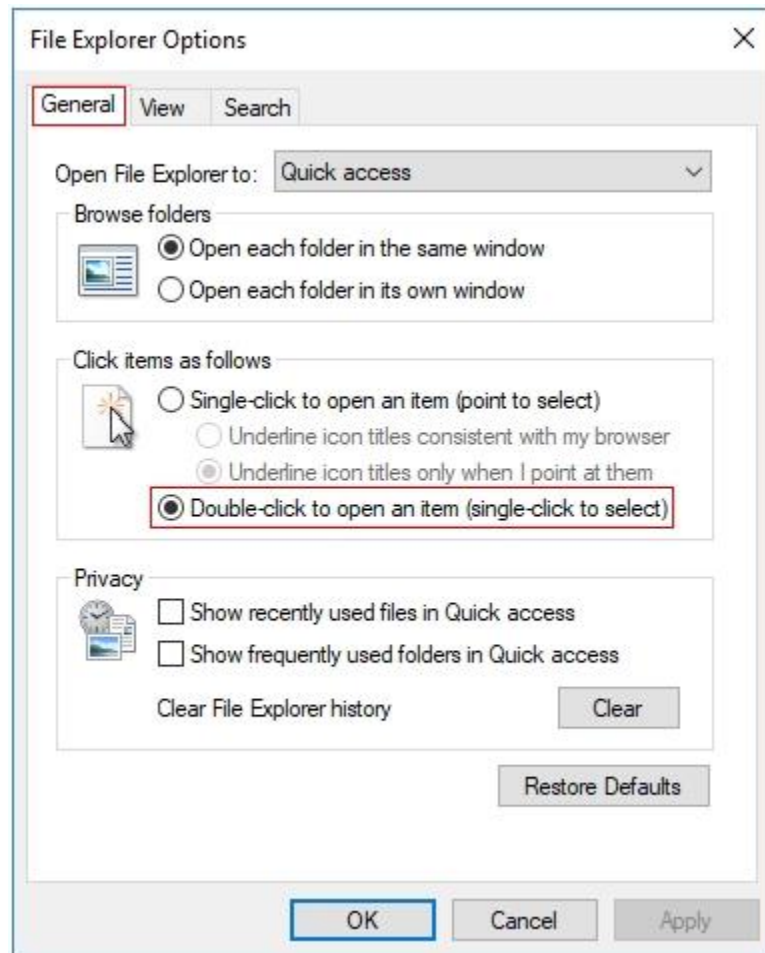 File Explorer Options
General View Search
Open File Explorer to: Quick access
Browse folders
Open each folder in the same window
Open each folder in its own window
Click items as follows
Single-click to open an item (point to select)
Underline icon titles consistent with my browser
Underline icon titles only when I point at them
Double-click to open an item (single-click to select)
Privacy
Show recently used files in Quick access
Show frequently used folders in Quick access
Clear File Explorer history Clear
Restore Defaults
OK Cancel Apply